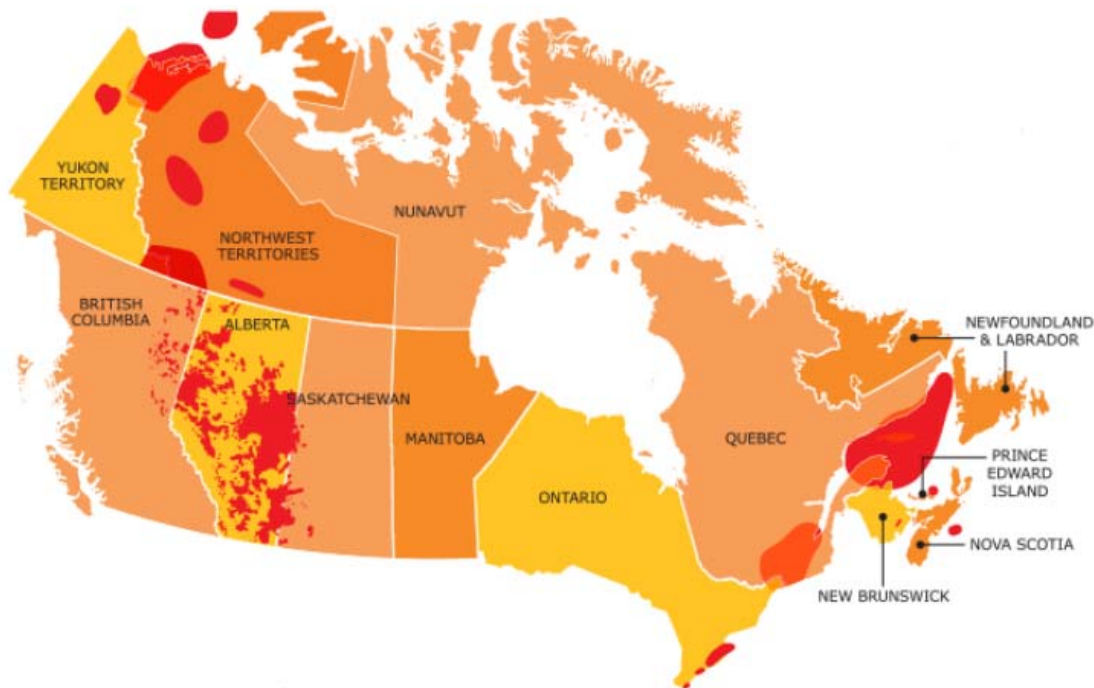 YUKON
TERRITORY
NUNAVUT
NORTHWEST
TERRITORIES
BRITISH
COLUMBIA
ALBERTA
SASKATCHEWAN
MANITOBA
ONTARIO
QUEBEC
NEWFOUNDLAND
& LABRADOR
PRINCE
EDWARD
ISLAND
NOVA SCOTIA
NEW BRUNSWICK